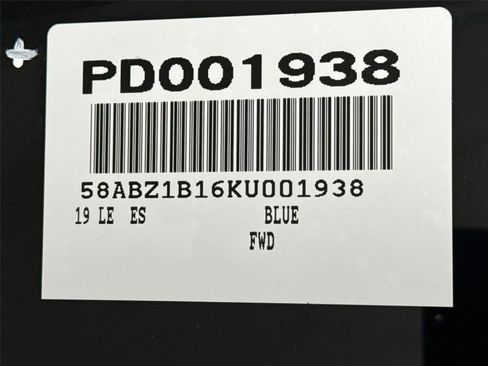 PD001938
58ABZ1B16KU001938
19 LE ES BLUE
FWD